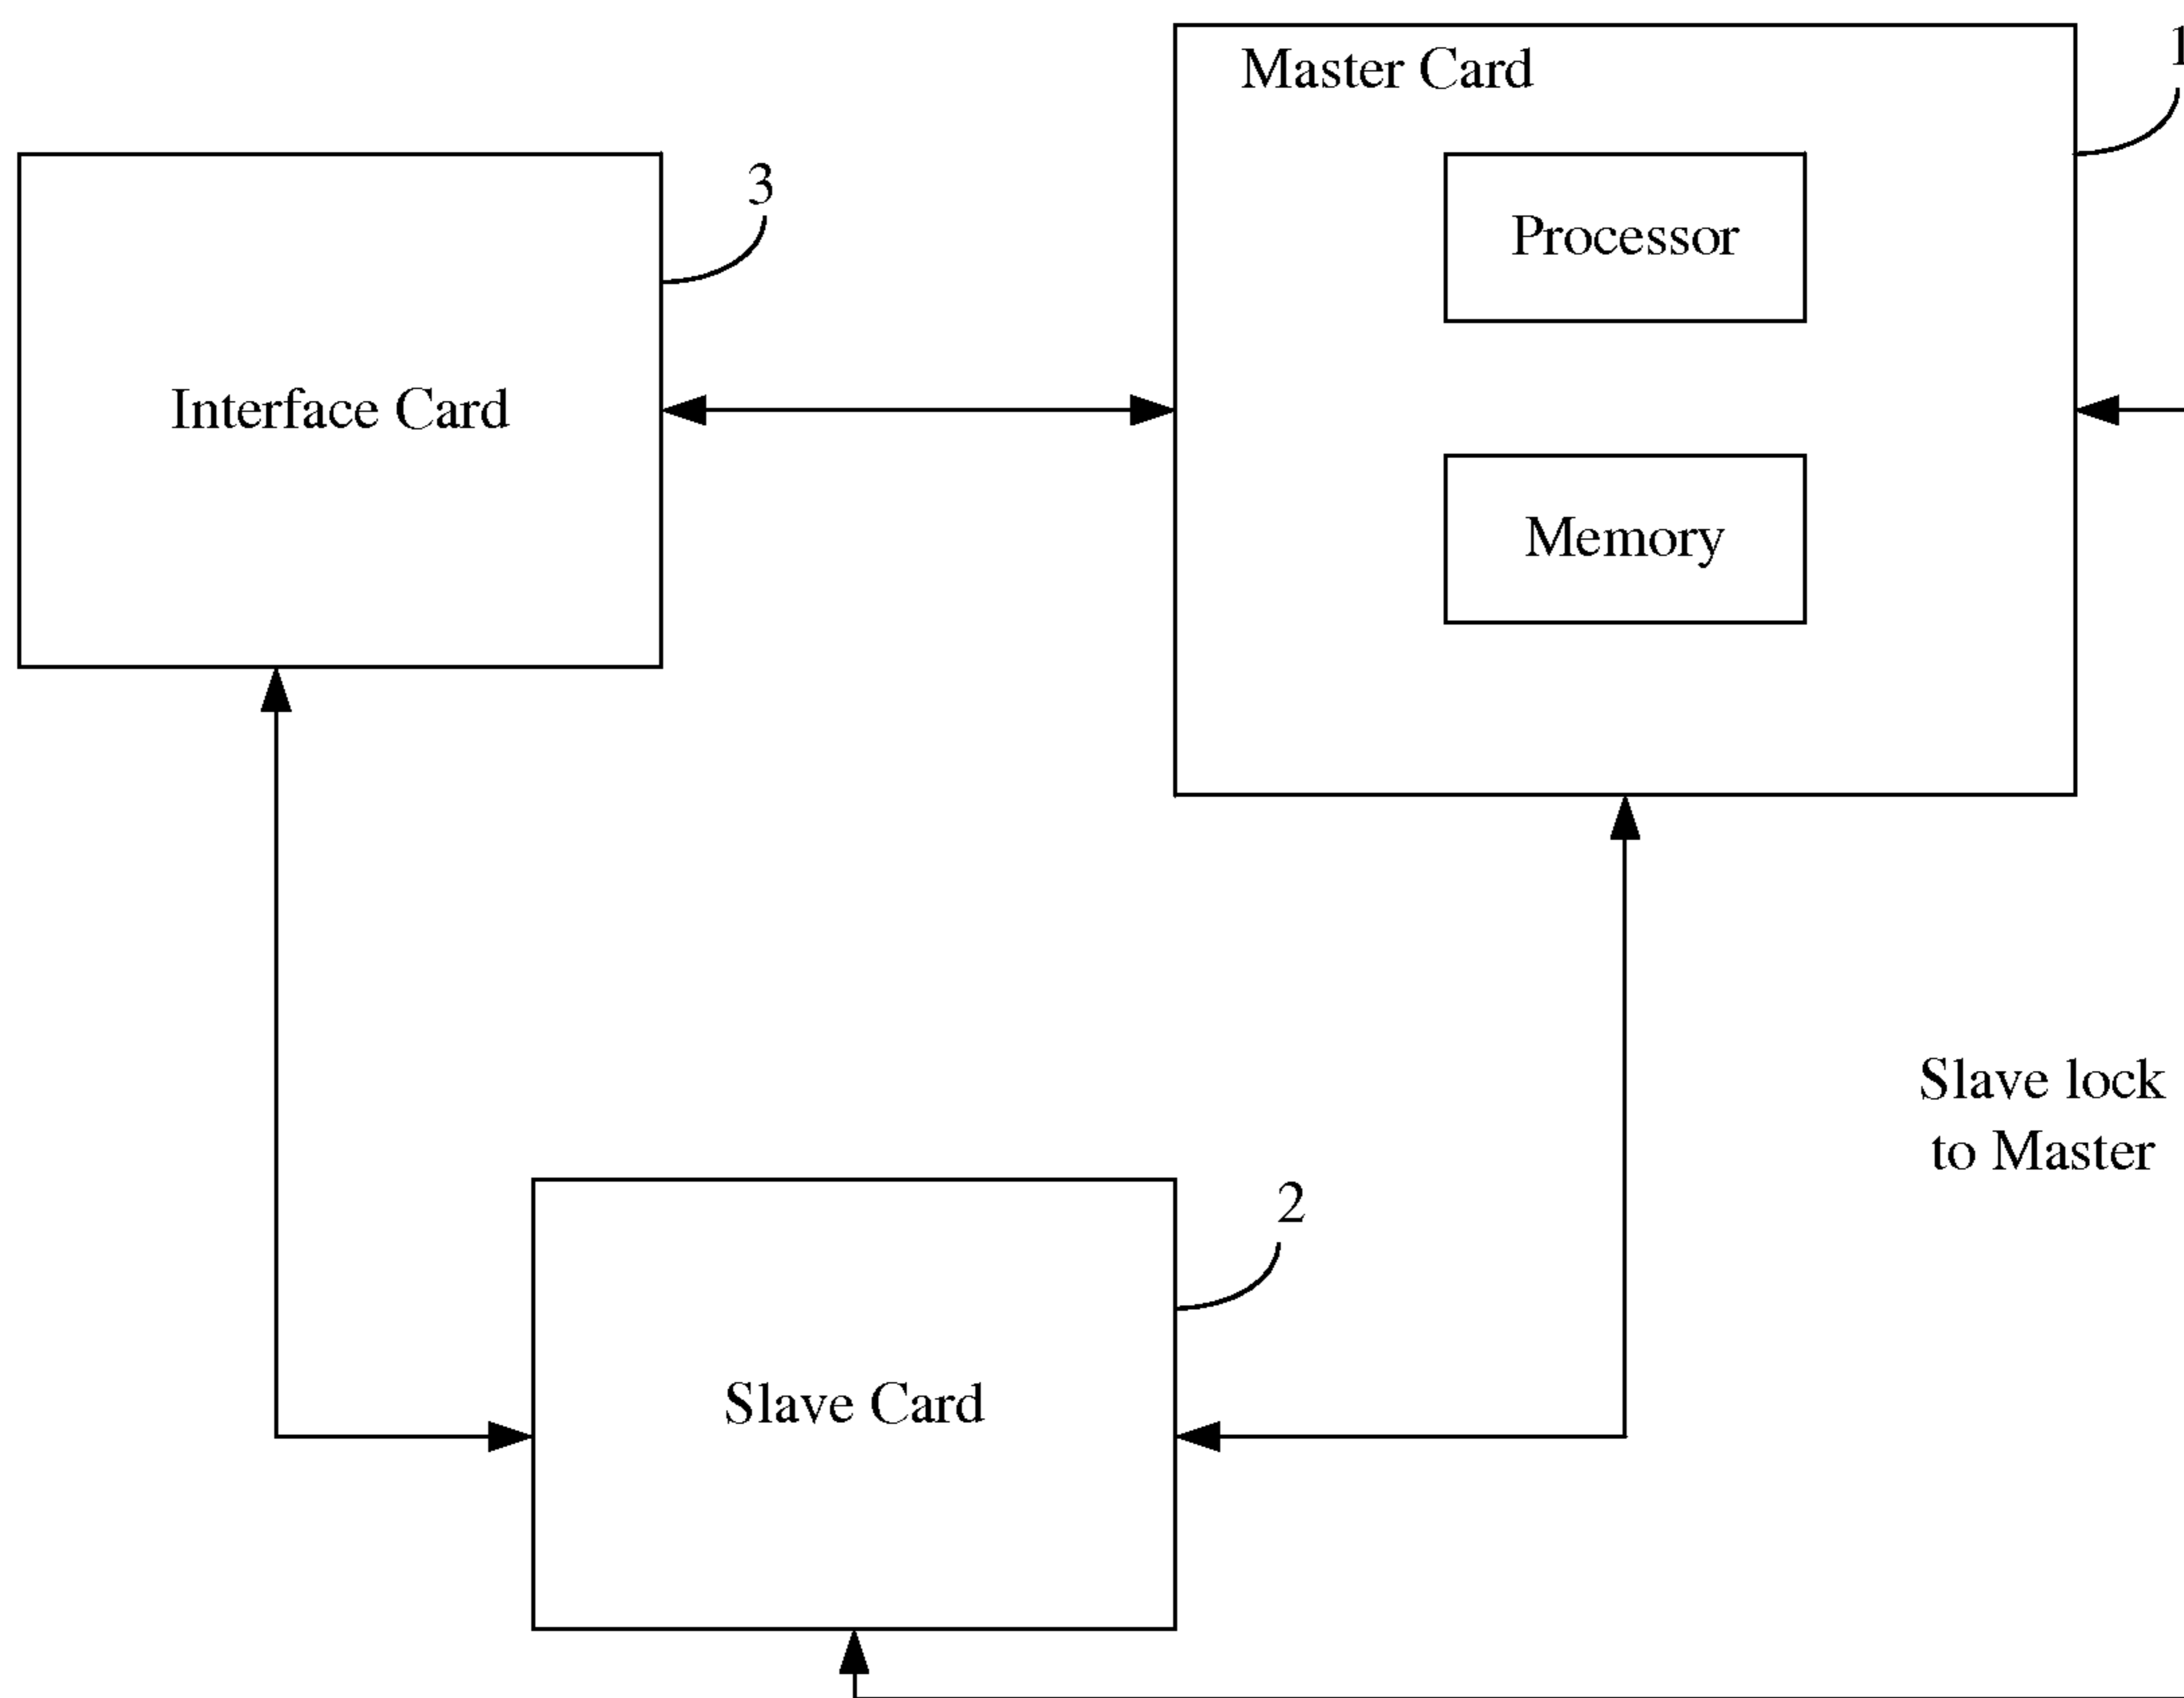 Master Card
1
3
Processor
Interface Card
Memory
Slave lock
to Master
2
Slave Card